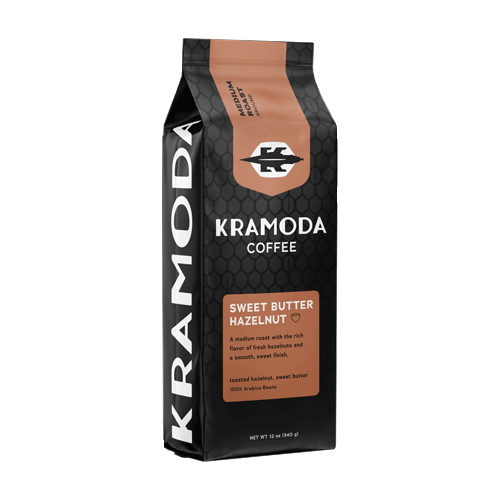 MEDIUM
ROAST
GROUND
KRAMODA
KRAMODA
COFFEE
SWEET BUTTER
HAZELNUT
A medium roast with the rich
flavor of fresh hazelnuts and
a smooth, sweet finish.
toasted hazelnut, sweet butter
100% Arabica Beans
NET WT 12 oz (340 g)